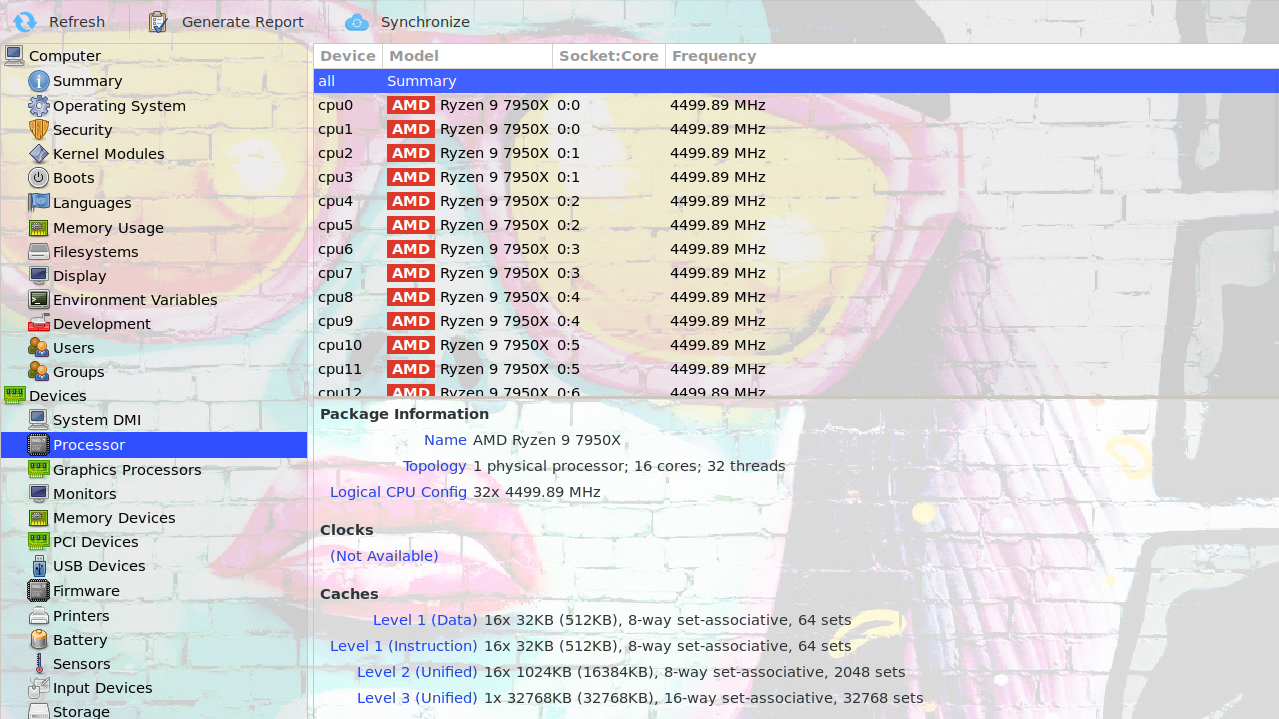 Refresh Generate Report Synchronize
Computer
Summary
Operating System
Security
Kernel Modules
Boots
Languages
Memory Usage
Filesystems
Display
Environment Variables
Development
Users
Groups
Devices
System DMI
Processor
Graphics Processors
Monitors
Memory Devices
PCI Devices
USB Devices
Firmware
Printers
Battery
Sensors
Input Devices
Storage
Device Model Socket:Core Frequency
all Summary
cpu0 AMD Ryzen 9 7950X 0:0 4499.89 MHz
cpu1 AMD Ryzen 9 7950X 0:0 4499.89 MHz
cpu2 AMD Ryzen 9 7950X 0:1 4499.89 MHz
cpu3 AMD Ryzen 9 7950X 0:1 4499.89 MHz
cpu4 AMD Ryzen 9 7950X 0:2 4499.89 MHz
cpu5 AMD Ryzen 9 7950X 0:2 4499.89 MHz
cpu6 AMD Ryzen 9 7950X 0:3 4499.89 MHz
cpu7 AMD Ryzen 9 7950X 0:3 4499.89 MHz
cpu8 AMD Ryzen 9 7950X 0:4 4499.89 MHz
cpu9 AMD Ryzen 9 7950X 0:4 4499.89 MHz
cpu10 AMD Ryzen 9 7950X 0:5 4499.89 MHz
cpu11 AMD Ryzen 9 7950X 0:5 4499.89 MHz
cpu12 AMD Ryzen 9 7950X 0:6 4499.89 MHz
Package Information
Name AMD Ryzen 9 7950X
Topology 1 physical processor; 16 cores; 32 threads
Logical CPU Config 32x 4499.89 MHz
Clocks
(Not Available)
Caches
Level 1 (Data) 16x 32KB (512KB), 8-way set-associative, 64 sets
Level 1 (Instruction) 16x 32KB (512KB), 8-way set-associative, 64 sets
Level 2 (Unified) 16x 1024KB (16384KB), 8-way set-associative, 2048 sets
Level 3 (Unified) 1x 32768KB (32768KB), 16-way set-associative, 32768 sets